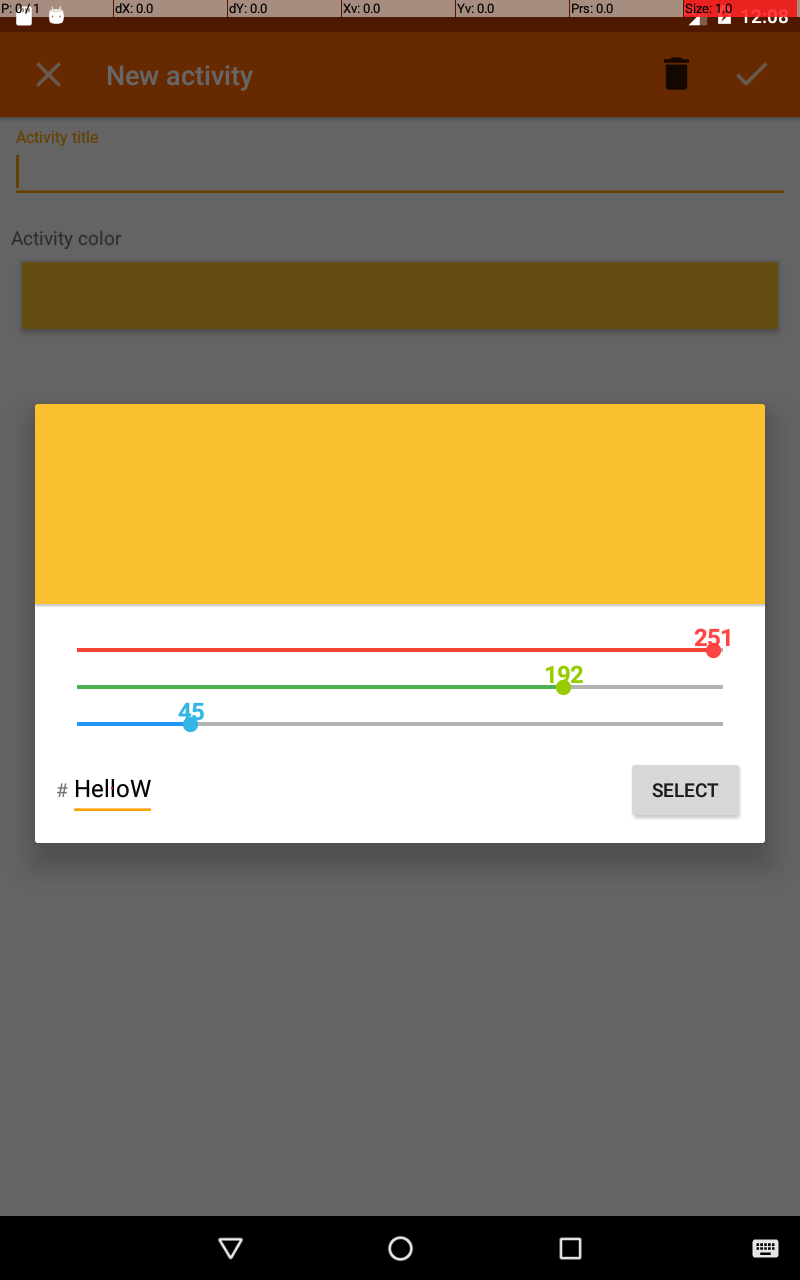 P: 0 / 1 dX: 0.0 dY: 0.0 Xv: 0.0 Yv: 0.0 Prs: 0.0 Size: 1.0
12:08
New activity
Activity title
Activity color
251
192
45
# HelloW
SELECT